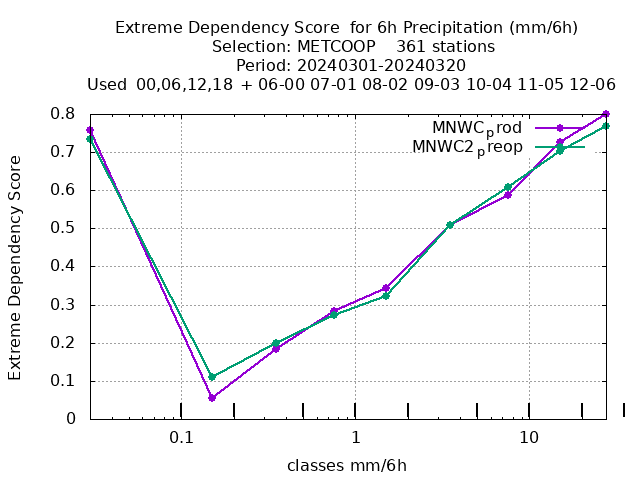 Extreme Dependency Score  for 6h Precipitation (mm/6h)
Selection: METCOOP    361 stations
Period: 20240301-20240320
Used  00,06,12,18  + 06-00 07-01 08-02 09-03 10-04 11-05 12-06
MNWCprod
MNWC2preop
Extreme Dependency Score
0.8
0.7
0.6
0.5
0.4
0.3
0.2
0.1
0
0.1 1 10
classes mm/6h